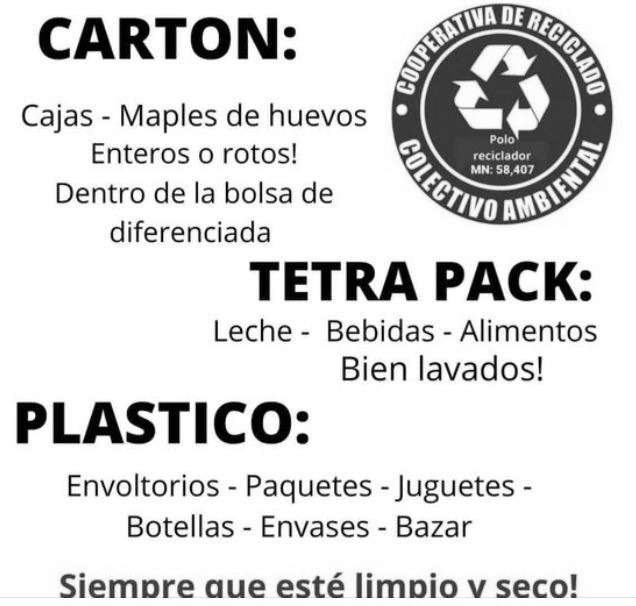 CARTON:
Cajas - Maples de huevos
Enteros o rotos!
Dentro de la bolsa de
diferenciada
COOPERATIVA DE RECICLADO
Polo
reciclador
MN: 58,407
COLECTIVO AMBIENTAL
TETRA PACK:
Leche - Bebidas - Alimentos
Bien lavados!
PLASTICO:
Envoltorios - Paquetes - Juguetes -
Botellas - Envases - Bazar
Siempre que esté limpio y seco!